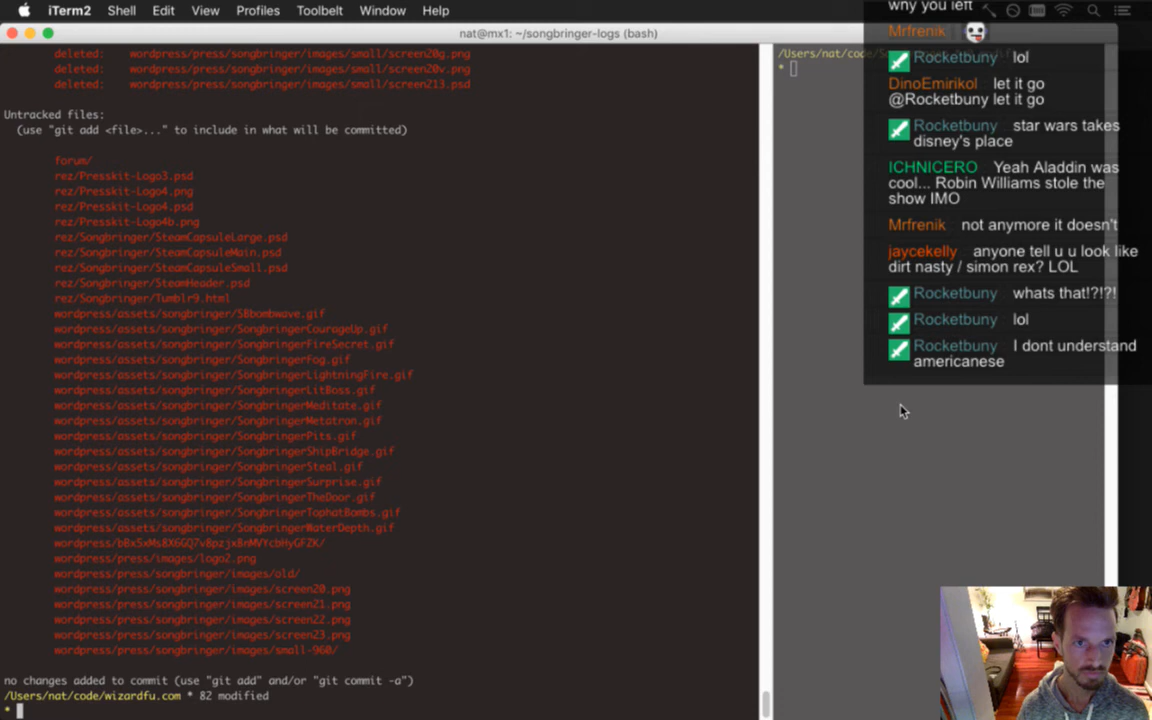 iTerm2 Shell Edit View Profiles Toolbelt Window Help
nat@mx1: ~/songbringer-logs (bash)
deleted: wordpress/press/songbringer/images/small/screen20g.png
deleted: wordpress/press/songbringer/images/small/screen20v.png
deleted: wordpress/press/songbringer/images/small/screen213.psd
Untracked files:
(use "git add <file>..." to include in what will be committed)
forum/
rez/Presskit-Logo3.psd
rez/Presskit-Logo4.png
rez/Presskit-Logo4.psd
rez/Presskit-Logo4b.png
rez/Songbringer/SteamCapsuleLarge.psd
rez/Songbringer/SteamCapsuleMain.psd
rez/Songbringer/SteamCapsuleSmall.psd
rez/Songbringer/SteamHeader.psd
rez/Songbringer/Tumblr9.html
wordpress/assets/songbringer/SBbombwave.gif
wordpress/assets/songbringer/SongbringerCourageUp.gif
wordpress/assets/songbringer/SongbringerFireSecret.gif
wordpress/assets/songbringer/SongbringerFog.gif
wordpress/assets/songbringer/SongbringerLightningFire.gif
wordpress/assets/songbringer/SongbringerLitBoss.gif
wordpress/assets/songbringer/SongbringerMeditate.gif
wordpress/assets/songbringer/SongbringerMetatron.gif
wordpress/assets/songbringer/SongbringerPits.gif
wordpress/assets/songbringer/SongbringerShipBridge.gif
wordpress/assets/songbringer/SongbringerSteal.gif
wordpress/assets/songbringer/SongbringerSurprise.gif
wordpress/assets/songbringer/SongbringerTheDoor.gif
wordpress/assets/songbringer/SongbringerTophatBombs.gif
wordpress/assets/songbringer/SongbringerWaterDepth.gif
wordpress/press/images/logo2.png
wordpress/press/songbringer/images/old/
wordpress/press/songbringer/images/screen20.png
wordpress/press/songbringer/images/screen21.png
wordpress/press/songbringer/images/screen22.png
wordpress/press/songbringer/images/screen23.png
wordpress/press/songbringer/images/small-960/
no changes added to commit (use "git add" and/or "git commit -a")
/Users/nat/code/wizardfu.com * 82 modified
*
*
why you left
Mrfrenik
Rocketbuny lol
DinoEmirikol let it go
@Rocketbuny let it go
Rocketbuny star wars takes
disney's place
ICHNICERO Yeah Aladdin was
cool... Robin Williams stole the
show IMO
Mrfrenik not anymore it doesn't
jaycekelly anyone tell u u look like
dirt nasty / simon rex? LOL
Rocketbuny whats that!?!?!
Rocketbuny lol
Rocketbuny I dont understand
americanese